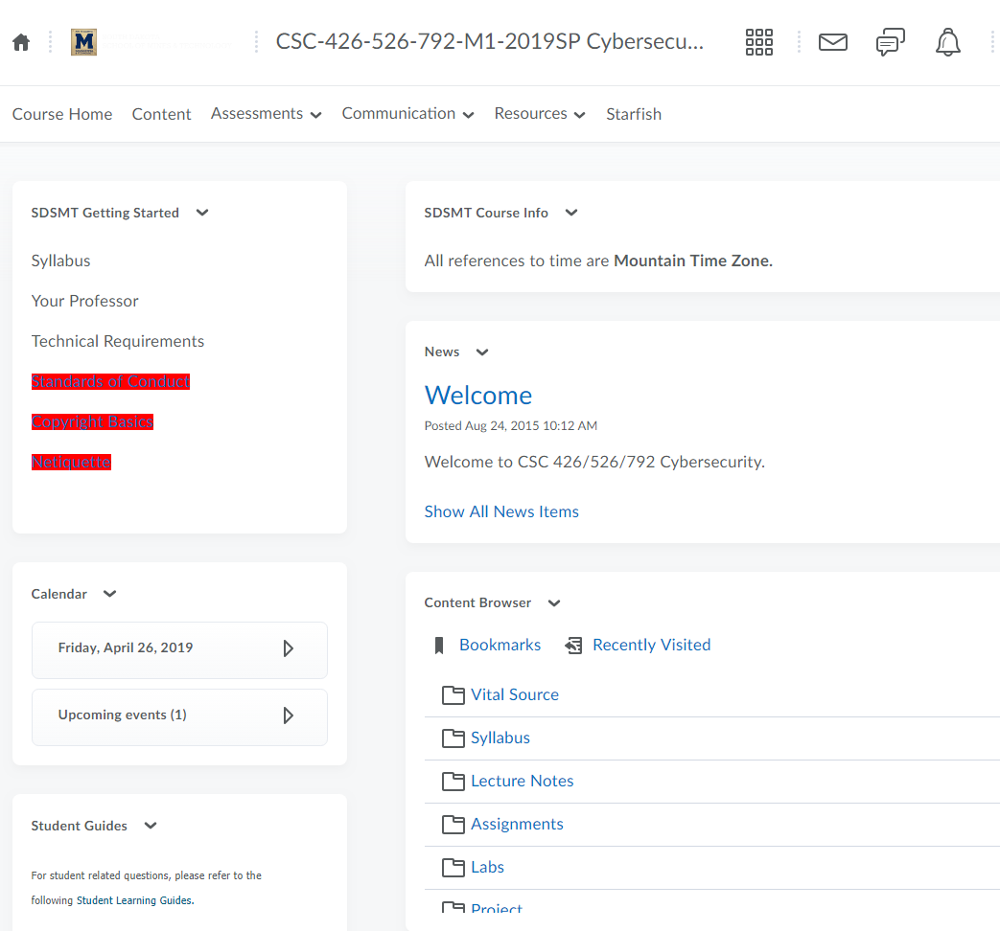 M
CSC-426-526-792-M1-2019SP Cybersecu...
Course Home Content Assessments Communication Resources Starfish
SDSMT Getting Started
Syllabus
Your Professor
Technical Requirements
Standards of Conduct
Copyright Basics
Netiquette
Calendar
Friday, April 26, 2019
Upcoming events (1)
Student Guides
For student related questions, please refer to the
following Student Learning Guides.
SDSMT Course Info
All references to time are Mountain Time Zone.
News
Welcome
Posted Aug 24, 2015 10:12 AM
Welcome to CSC 426/526/792 Cybersecurity.
Show All News Items
Content Browser
Bookmarks Recently Visited
Vital Source
Syllabus
Lecture Notes
Assignments
Labs
Project